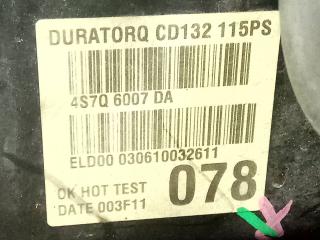 DURATORQ CD132 115PS
4S7Q 6007 DA
ELD00 030610032611
OK HOT TEST 078
DATE 003F11